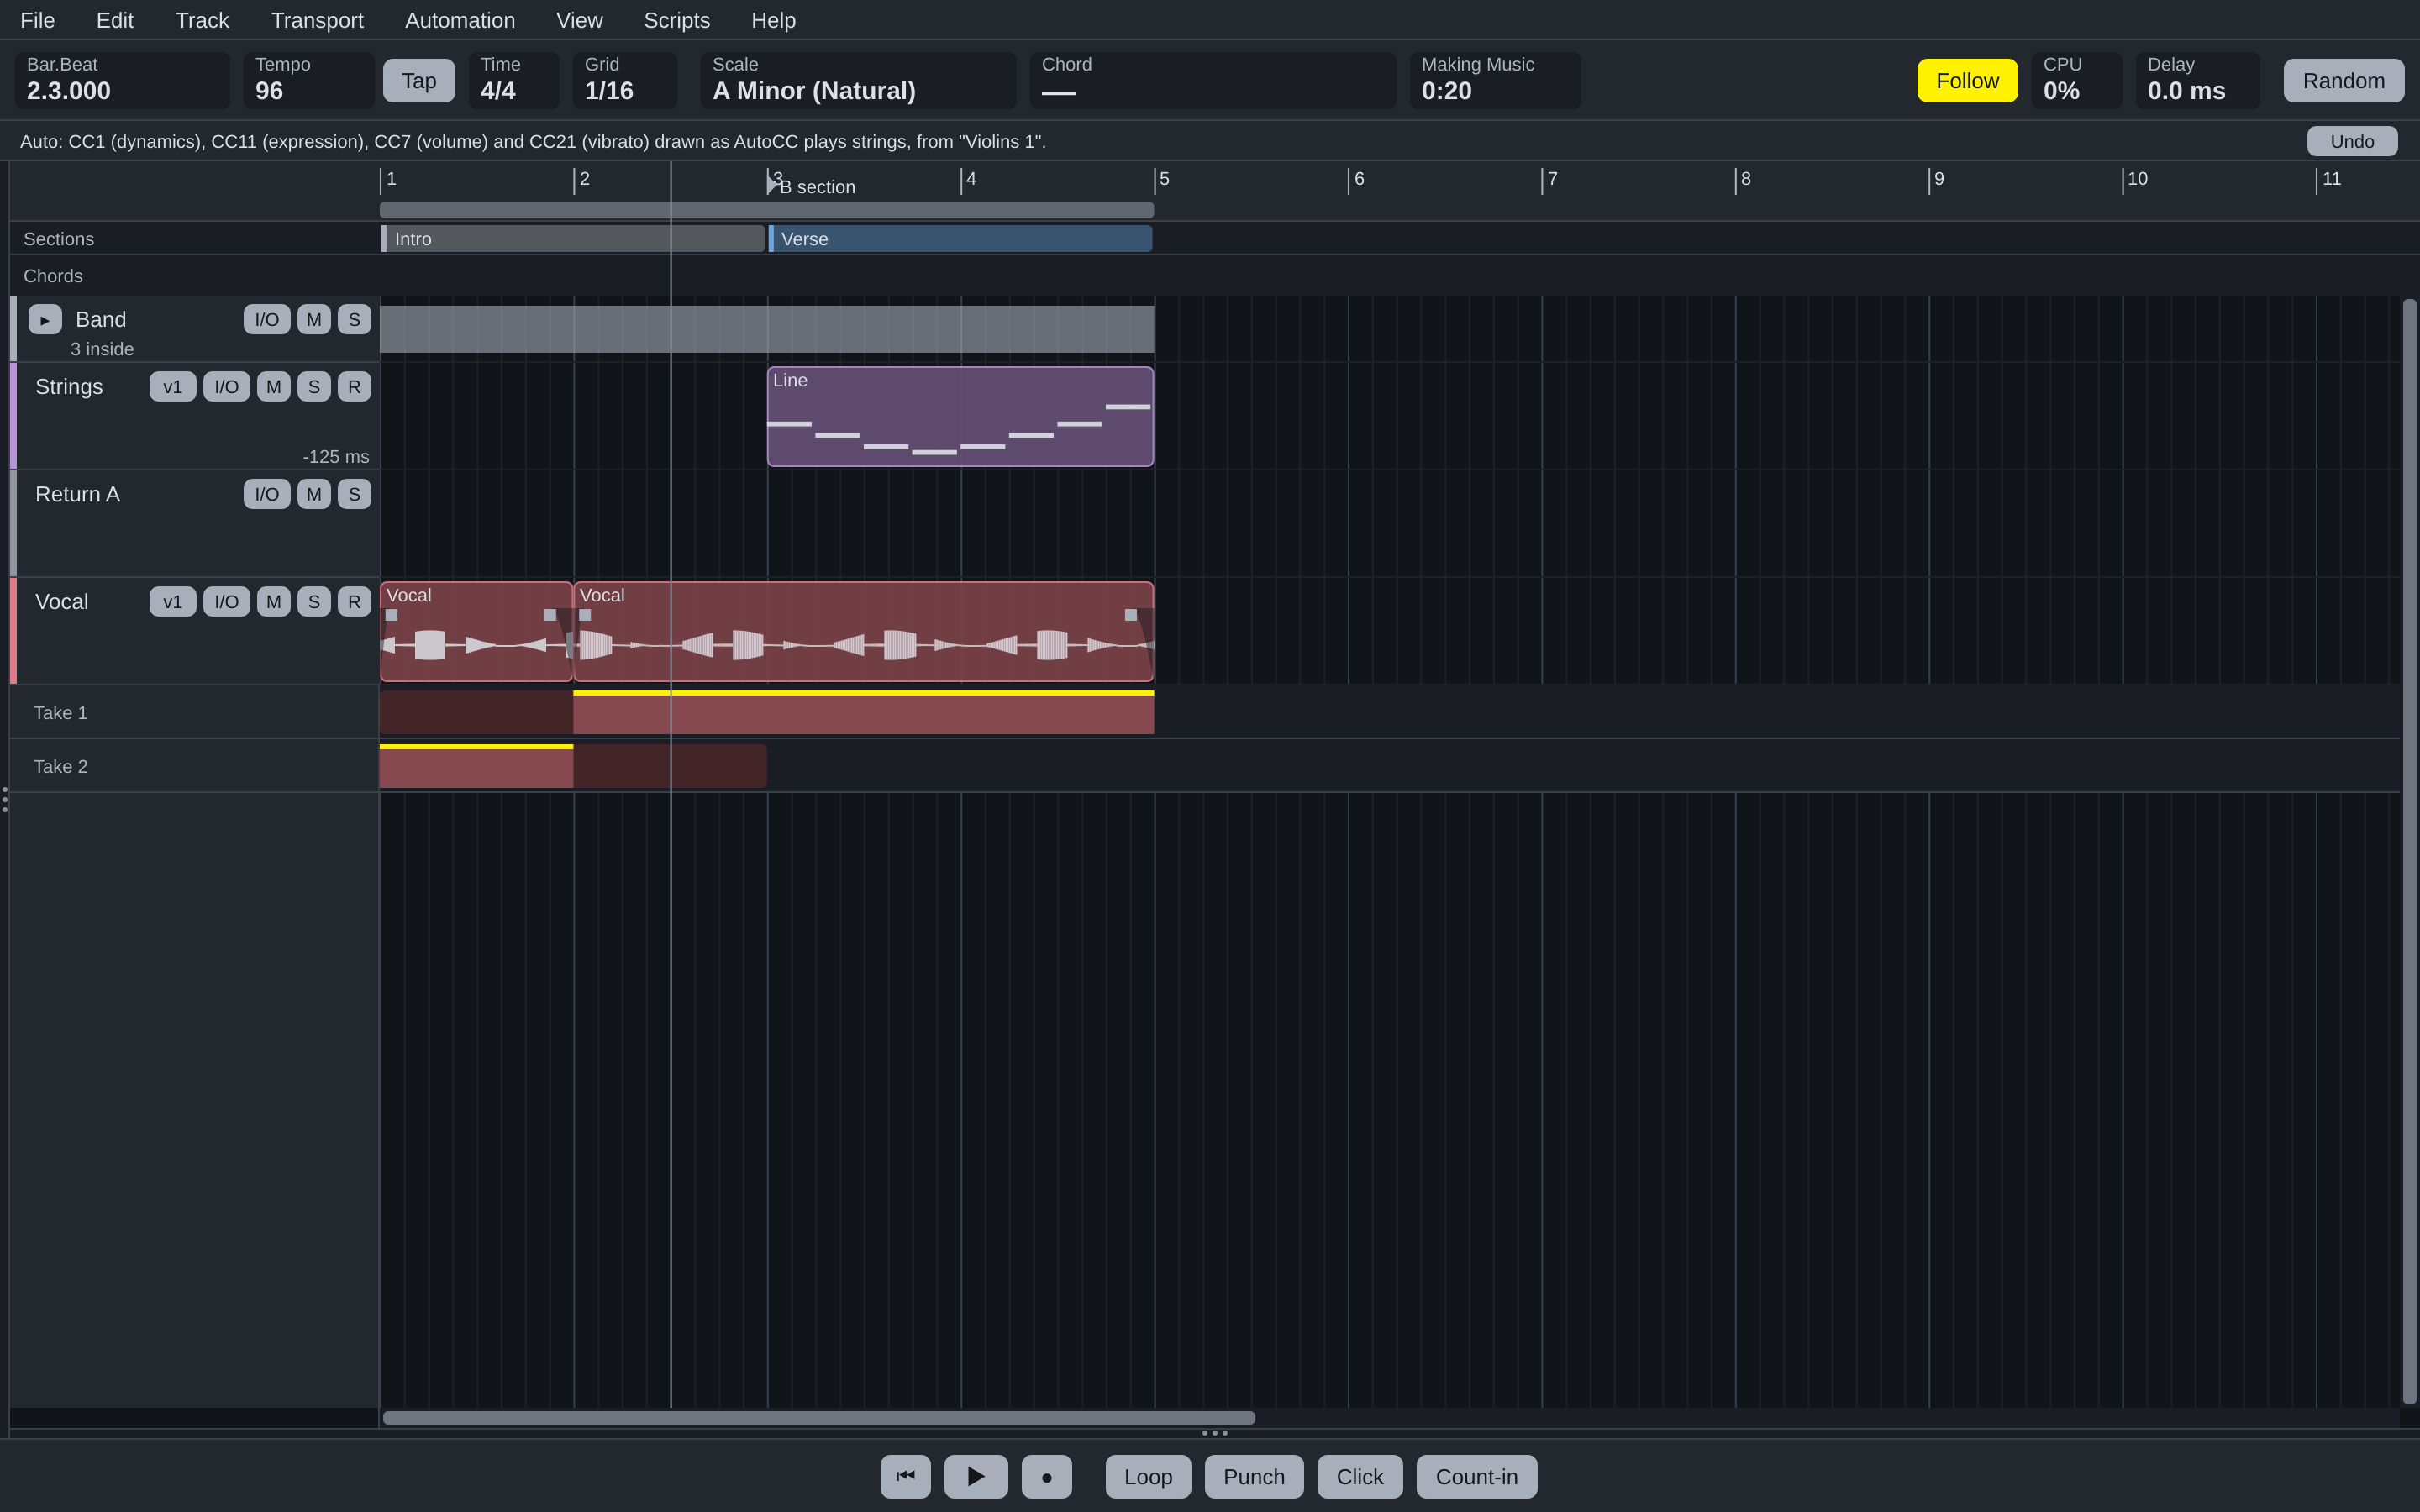 File Edit Track Transport Automation View Scripts Help
Bar.Beat Tempo Time Grid Scale Chord Making Music CPU Delay
2.3.000 96 Tap 4/4 1/16 A Minor (Natural) — 0:20 Follow 0% 0.0 ms Random
Auto: CC1 (dynamics), CC11 (expression), CC7 (volume) and CC21 (vibrato) drawn as AutoCC plays strings, from "Violins 1". Undo
1 2 3 4 5 6 7 8 9 10 11
B section
Sections Intro Verse
Chords
Band I/O M S
3 inside
Strings v1 I/O M S R Line
-125 ms
Return A I/O M S
Vocal v1 I/O M S R Vocal Vocal
Take 1
Take 2
Loop Punch Click Count-in